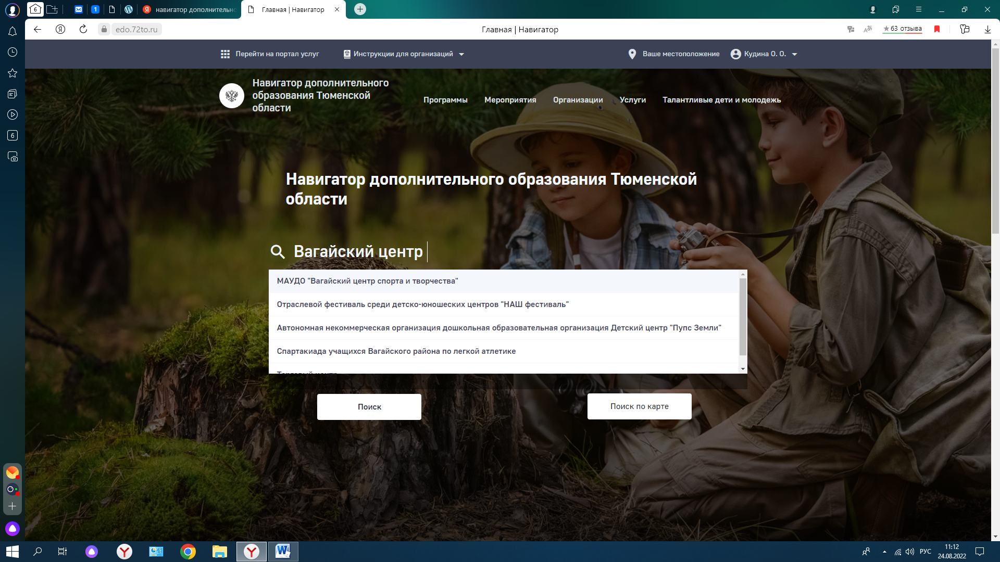 6
1
навигатор дополнительно
Главная | Навигатор
edo.72to.ru
Главная | Навигатор
63 отзыва
Перейти на портал услуг
Инструкции для организаций
Ваше местоположение
Кудина О. О.
Навигатор дополнительного
образования Тюменской
области
Программы
Мероприятия
Организации
Услуги
Талантливые дети и молодежь
6
Навигатор дополнительного образования Тюменской
области
Вагайский центр
МАУДО "Вагайский центр спорта и творчества"
Отраслевой фестиваль среди детско-юношеских центров "НАШ фестиваль"
Автономная некоммерческая организация дошкольная образовательная организация Детский центр "Пупс Земли"
Спартакиада учащихся Вагайского района по легкой атлетике
Поиск
Поиск по карте
РУС
11:12
24.08.2022